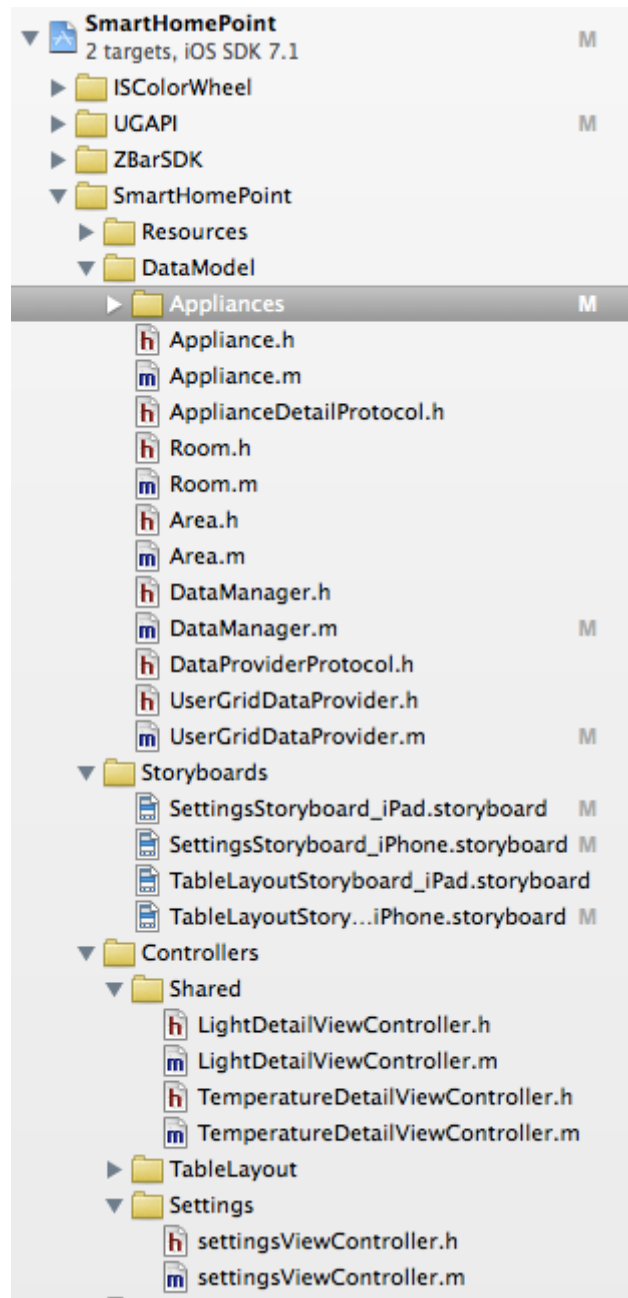 SmartHomePoint
2 targets, iOS SDK 7.1 M
ISColorWheel
UGAPI M
ZBarSDK
SmartHomePoint
Resources
DataModel
Appliances M
h Appliance.h
m Appliance.m
h ApplianceDetailProtocol.h
h Room.h
m Room.m
h Area.h
m Area.m
h DataManager.h
m DataManager.m M
h DataProviderProtocol.h
h UserGridDataProvider.h
m UserGridDataProvider.m M
Storyboards
SettingsStoryboard_iPad.storyboard M
SettingsStoryboard_iPhone.storyboard M
TableLayoutStoryboard_iPad.storyboard
TableLayoutStory...iPhone.storyboard M
Controllers
Shared
h LightDetailViewController.h
m LightDetailViewController.m
h TemperatureDetailViewController.h
m TemperatureDetailViewController.m
TableLayout
Settings
h settingsViewController.h
m settingsViewController.m